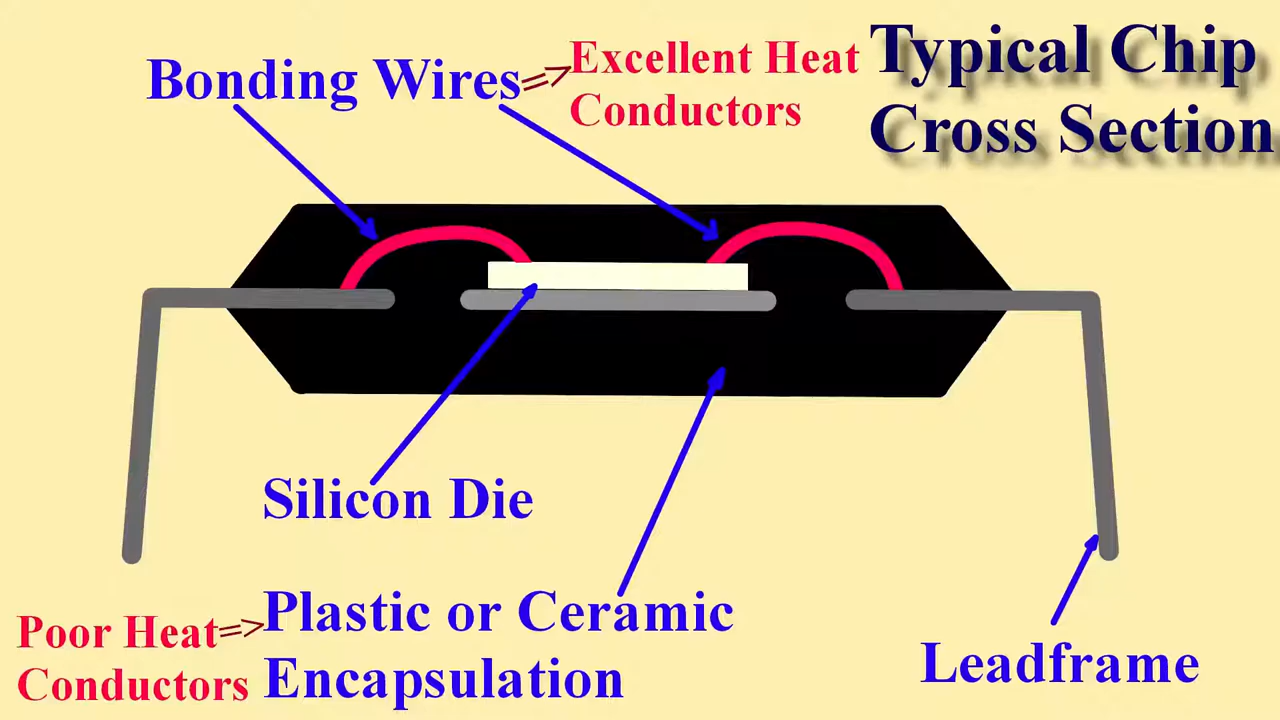 Typical Chip
Cross Section
Bonding Wires=>Excellent Heat
Conductors
Silicon Die
Poor Heat=>Plastic or Ceramic
Conductors Encapsulation
Leadframe